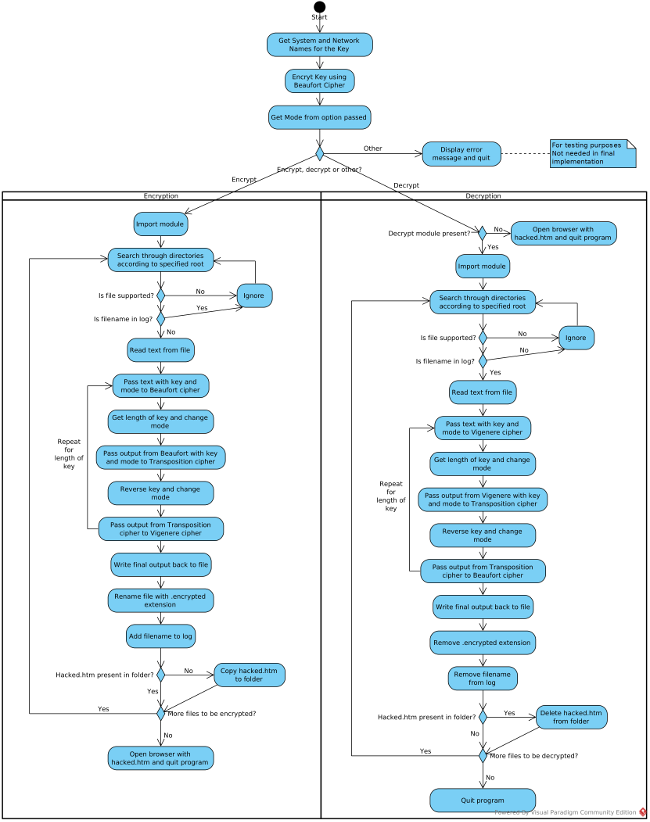 Start
Get System and Network
Names for the Key
Encryt Key using
Beaufort Cipher
Get Mode from option passed
Other
Display error
message and quit
For testing purposes
Not needed in final
implementation
Encrypt, decrypt or other?
Encrypt
Decrypt
Encryption
Import module
Search through directories
according to specified root
Is file supported?
No
Ignore
Yes
Is filename in log?
No
Read text from file
Pass text with key and
mode to Beaufort cipher
Get length of key and change
mode
Repeat
for
length of
key
Pass output from Beaufort with key
and mode to Transposition cipher
Reverse key and change
mode
Pass output from Transposition
cipher to Vigenere cipher
Write final output back to file
Rename file with .encrypted
extension
Add filename to log
Hacked.htm present in folder?
No
Copy hacked.htm
to folder
Yes
Yes
More files to be encrypted?
No
Open browser with
hacked.htm and quit program
Decryption
Decrypt module present?
No
Open browser with
hacked.htm and quit program
Yes
Import module
Search through directories
according to specified root
Is file supported?
No
Ignore
No
Is filename in log?
Yes
Read text from file
Pass text with key and
mode to Vigenere cipher
Get length of key and change
mode
Repeat
for
length of
key
Pass output from Vigenere with key
and mode to Transposition cipher
Reverse key and change
mode
Pass output from Transposition
cipher to Beaufort cipher
Write final output back to file
Remove .encrypted extension
Remove filename
from log
Hacked.htm present in folder?
Yes
Delete hacked.htm
from folder
No
Yes
More files to be decrypted?
No
Quit program
Powered By Visual Paradigm Community Edition